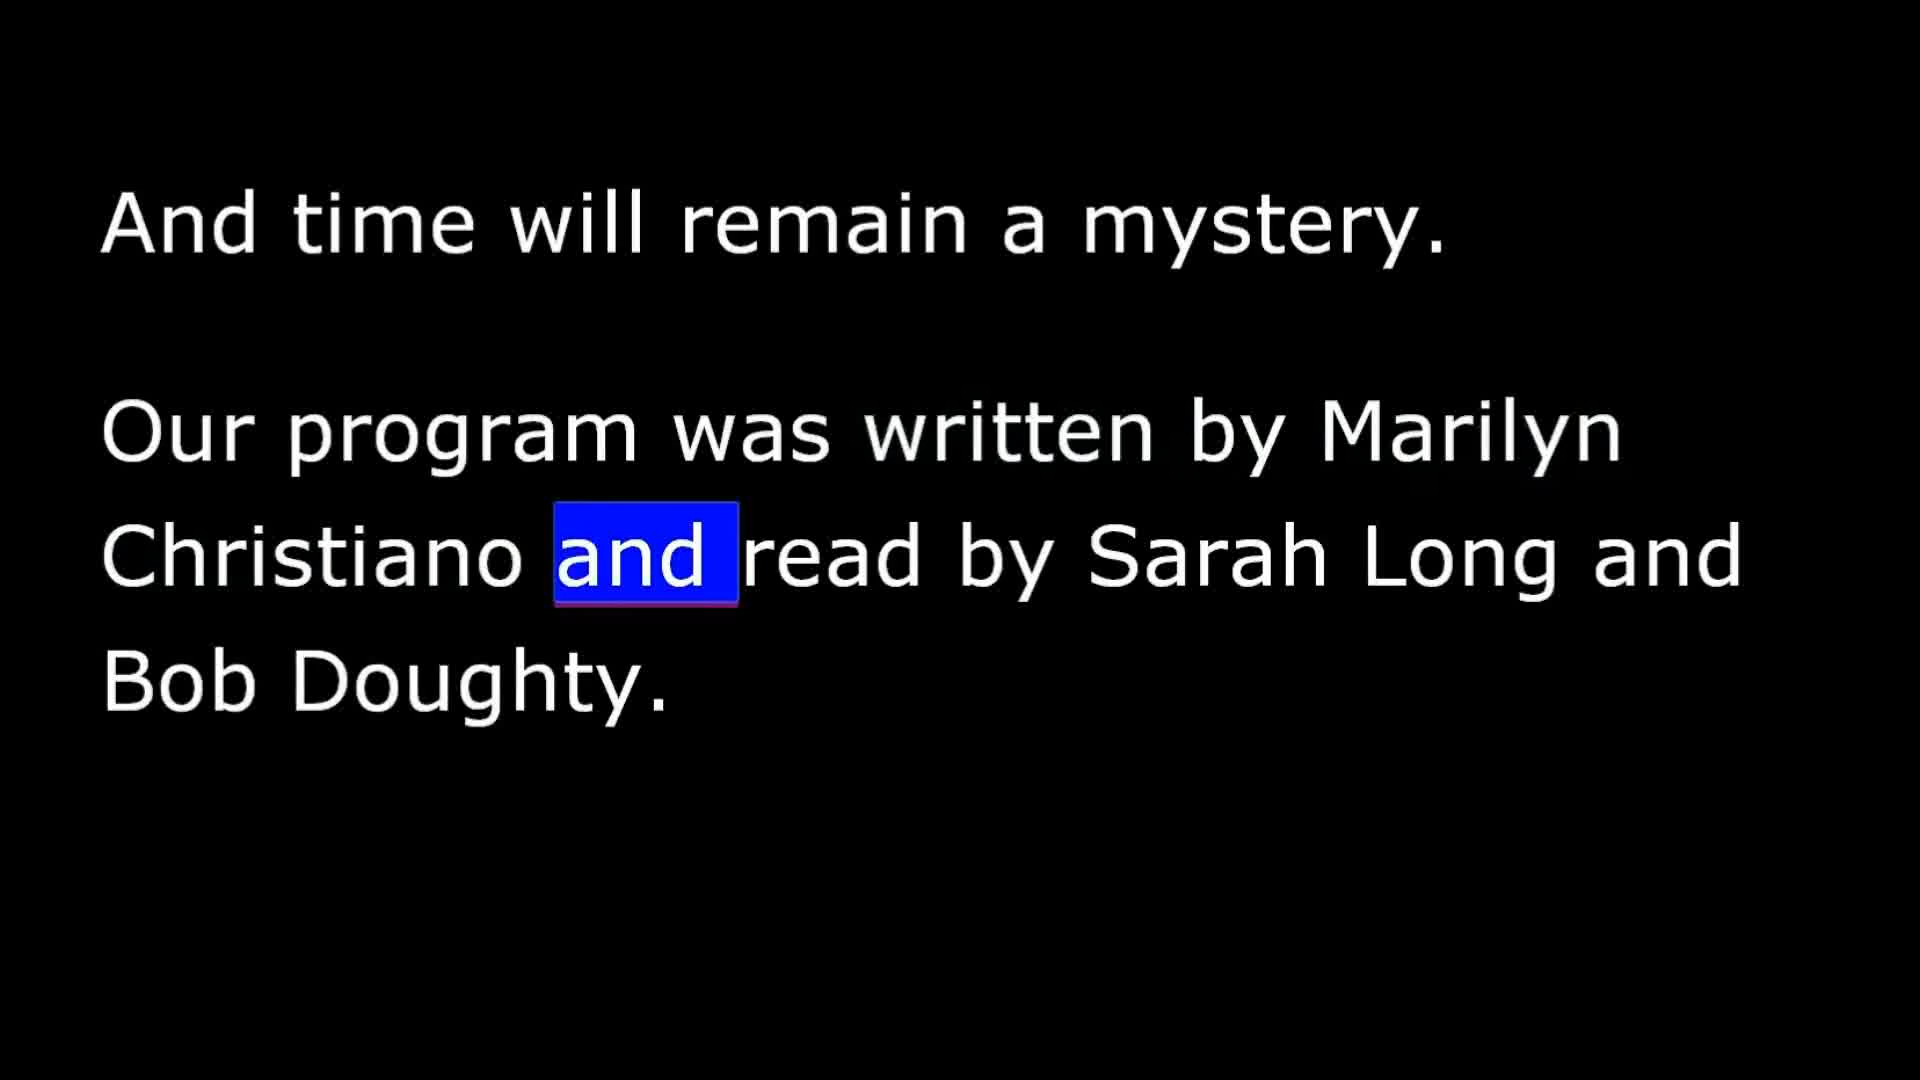 And time will remain a mystery.
Our program was written by Marilyn
Christiano and read by Sarah Long and
Bob Doughty.